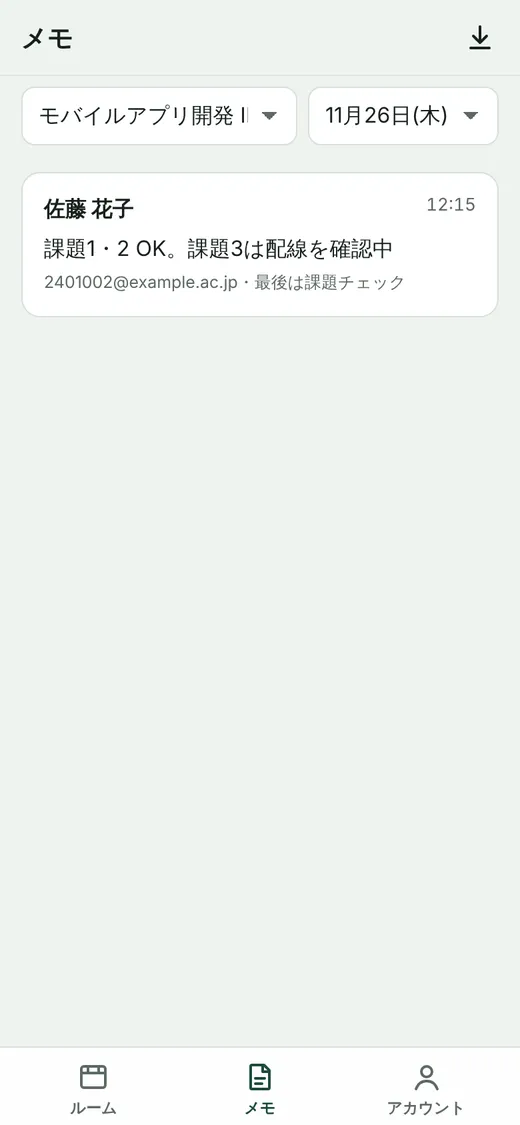 メモ
モバイルアプリ開発 II
11月26日(木)
佐藤 花子
12:15
課題1・2 OK。課題3は配線を確認中
2401002@example.ac.jp・最後は課題チェック
ルーム
メモ
アカウント